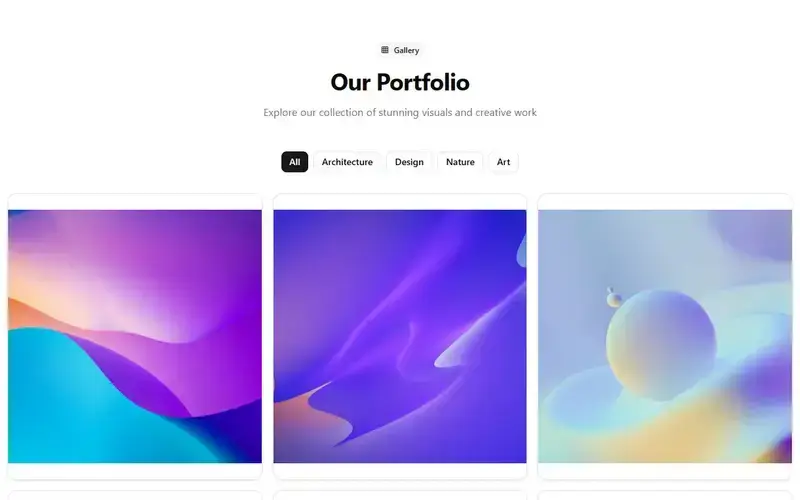 Gallery
Our Portfolio
Explore our collection of stunning visuals and creative work
All Architecture Design Nature Art